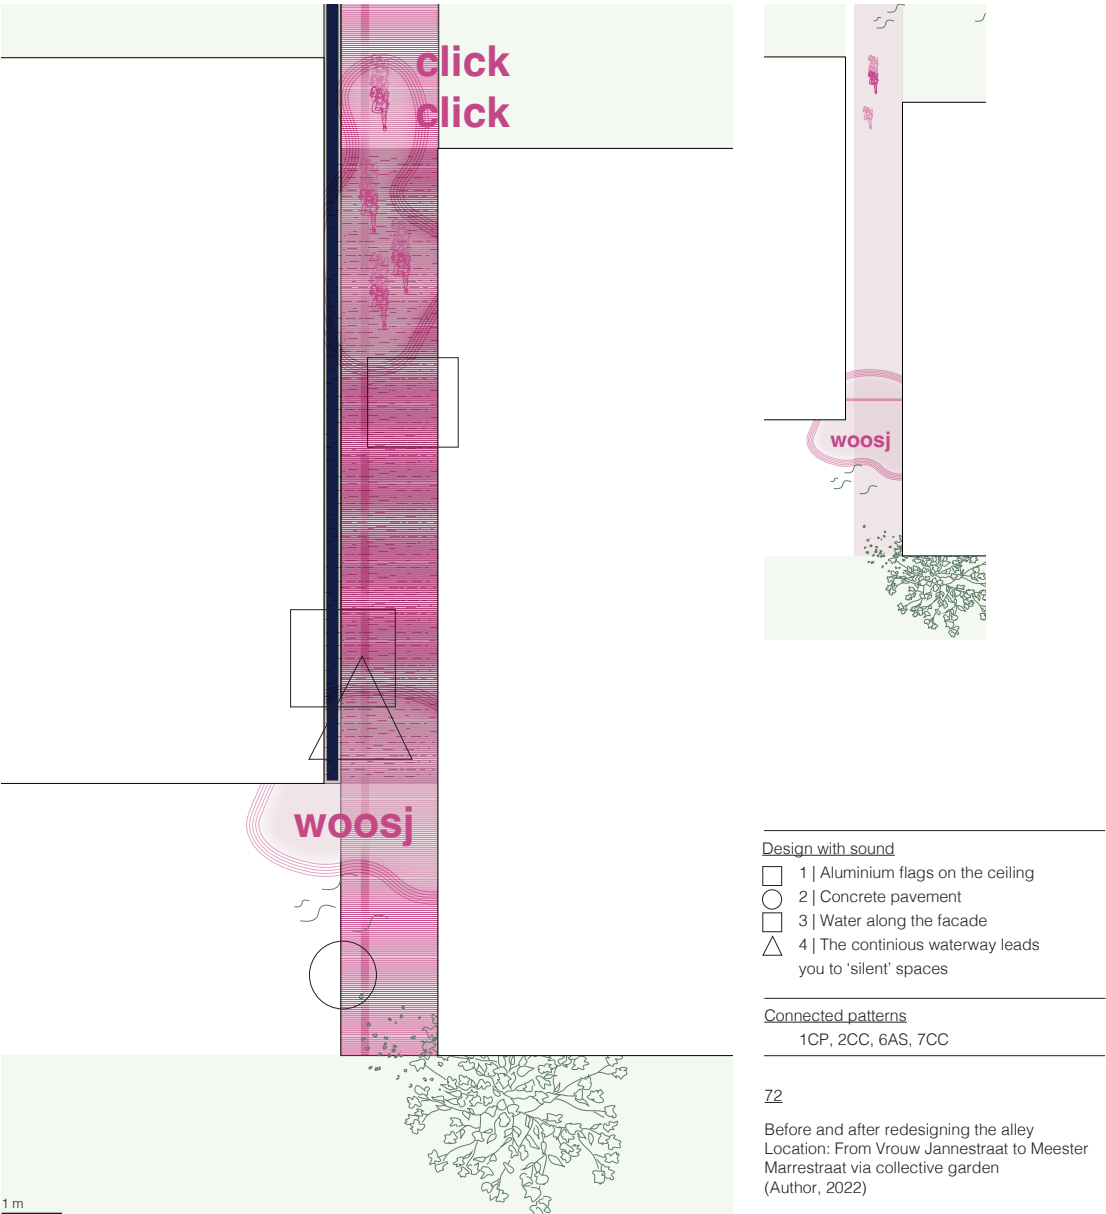 click
click
woosj
woosj
Design with sound
1 | Aluminium flags on the ceiling
2 | Concrete pavement
3 | Water along the facade
4 | The continious waterway leads
you to ‘silent’ spaces
Connected patterns
1CP, 2CC, 6AS, 7CC
72
Before and after redesigning the alley
Location: From Vrouw Jannestraat to Meester
Marrestraat via collective garden
(Author, 2022)
1 m